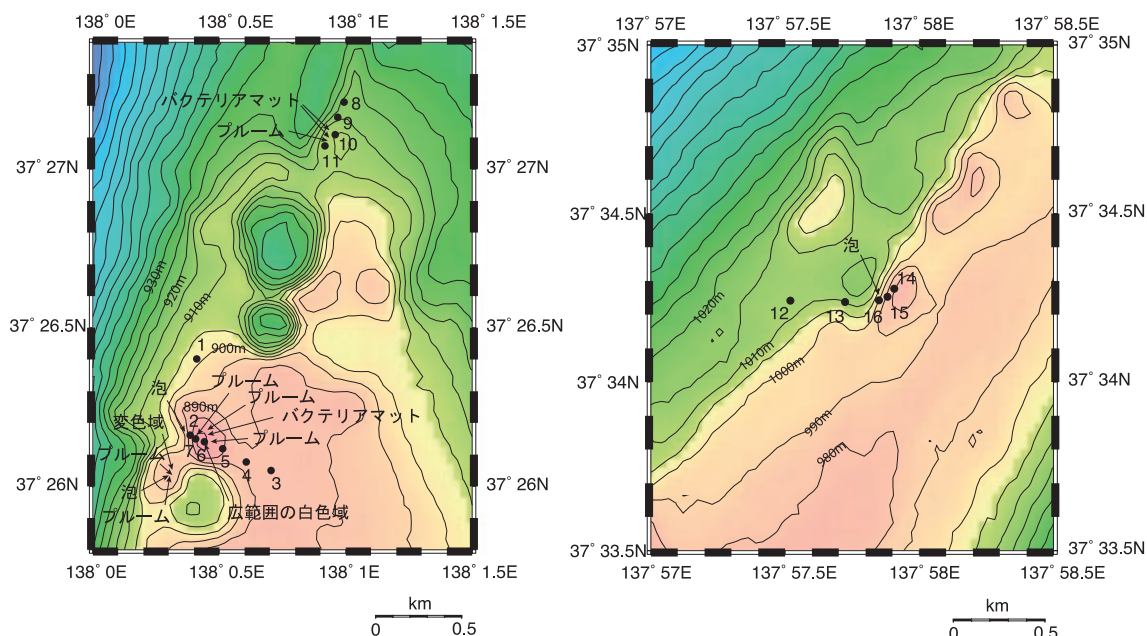 138° 0E
138° 0.5E
138° 1E
138° 1.5E
37° 27N
37° 26.5N
37° 26N
バクテリアマット
プルーム
8
9
10
11
930m
920m
910m
900m
1
泡
プルーム
プルーム
890m
2
バクテリアマット
変色域
プルーム
プルーム
7
6
5
4
3
泡
プルーム
広範囲の白色域
138° 0E
138° 0.5E
138° 1E
138° 1.5E
km
0
0.5
137° 57E
137° 57.5E
137° 58E
137° 58.5E
37° 35N
37° 35N
37° 34.5N
37° 34.5N
37° 34N
37° 34N
37° 33.5N
37° 33.5N
泡
14
15
16
13
12
1020m
1010m
1000m
990m
980m
137° 57E
137° 57.5E
137° 58E
137° 58.5E
km
0
0.5